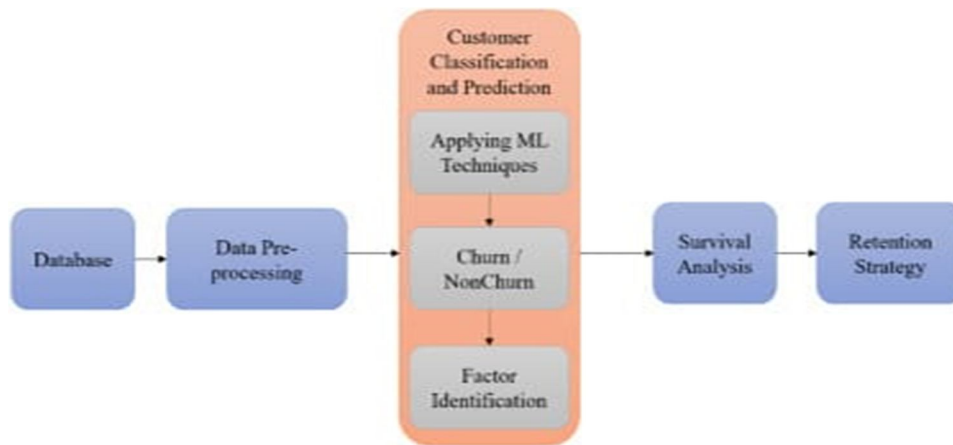 Database
Data Pre-
processing
Customer
Classification
and Prediction
Applying ML
Techniques
Churn /
NonChurn
Factor
Identification
Survival
Analysis
Retention
Strategy